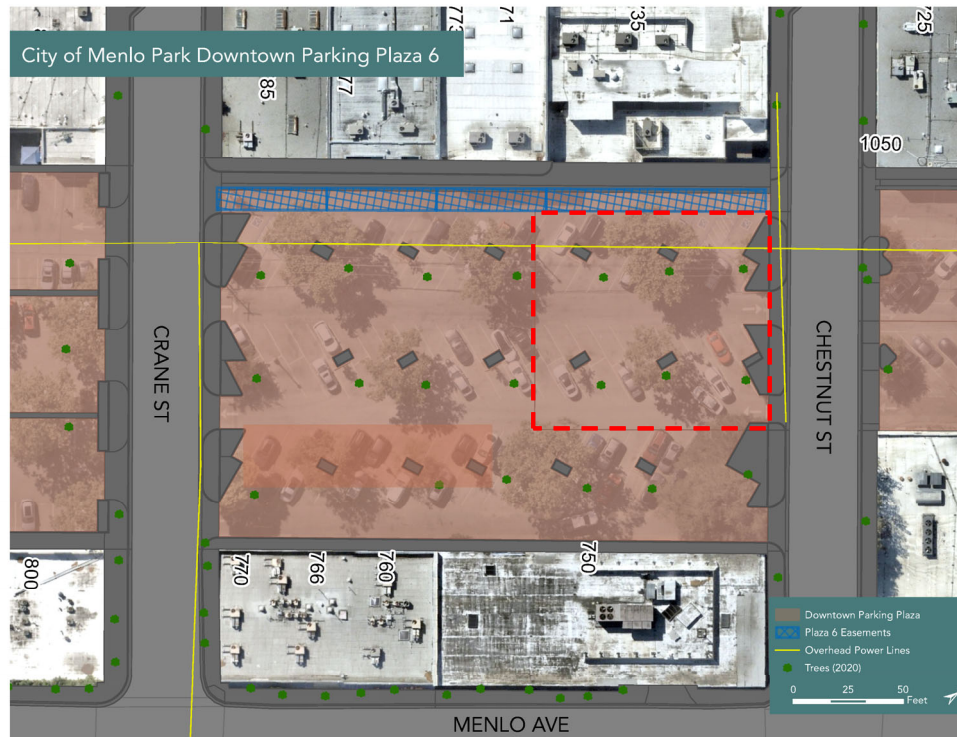 City of Menlo Park Downtown Parking Plaza 6
85
77
71
735
725
1050
CRANE ST
CHESTNUT ST
800
770
766
760
750
MENLO AVE
Downtown Parking Plaza
Plaza 6 Easements
Overhead Power Lines
Trees (2020)
0 25 50
Feet